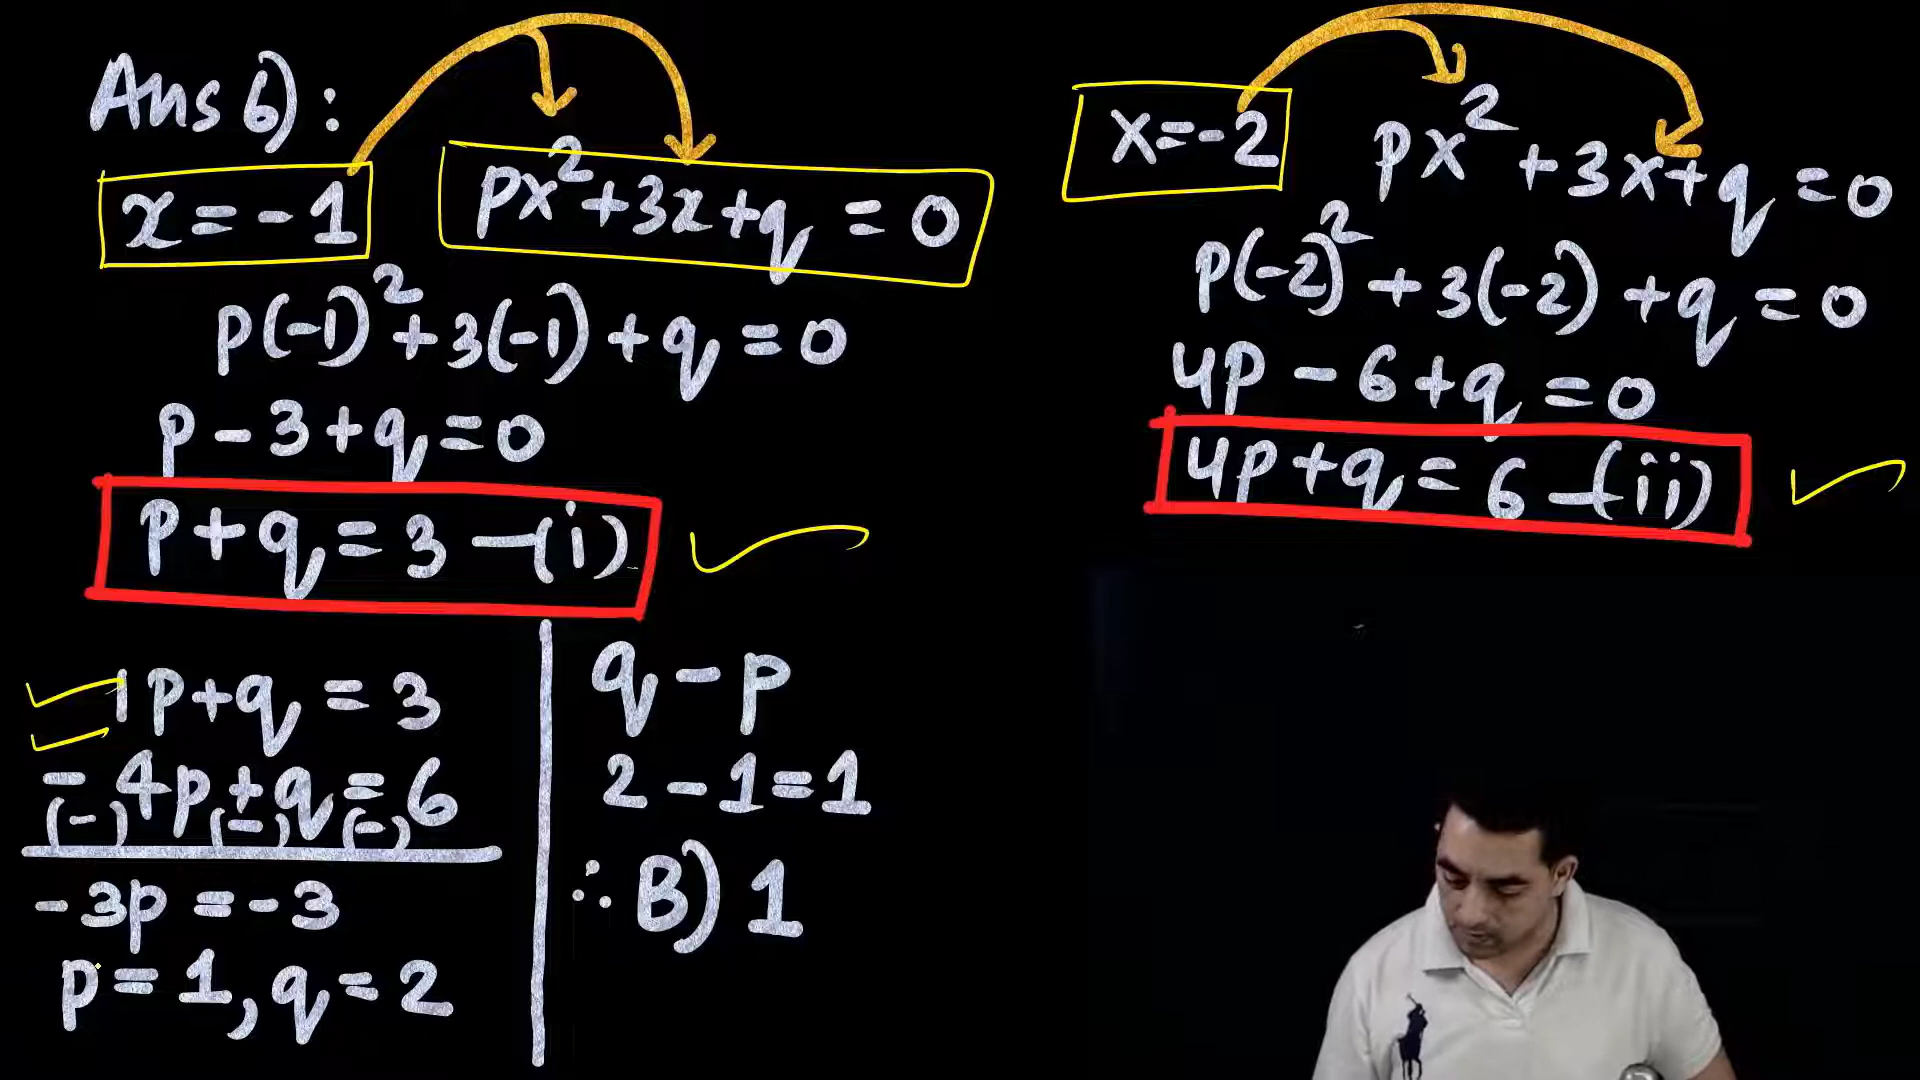 Ans 6) :
x = -1
px² + 3x + q = 0
p(-1)² + 3(-1) + q = 0
p - 3 + q = 0
p + q = 3 —(i)
1p + q = 3
- 4p + q = 6
(-) (-) (-)
-3p = -3
p = 1, q = 2
q - p
2 - 1 = 1
∴ B) 1
x = -2
px² + 3x + q = 0
p(-2)² + 3(-2) + q = 0
4p - 6 + q = 0
4p + q = 6 —(ii)